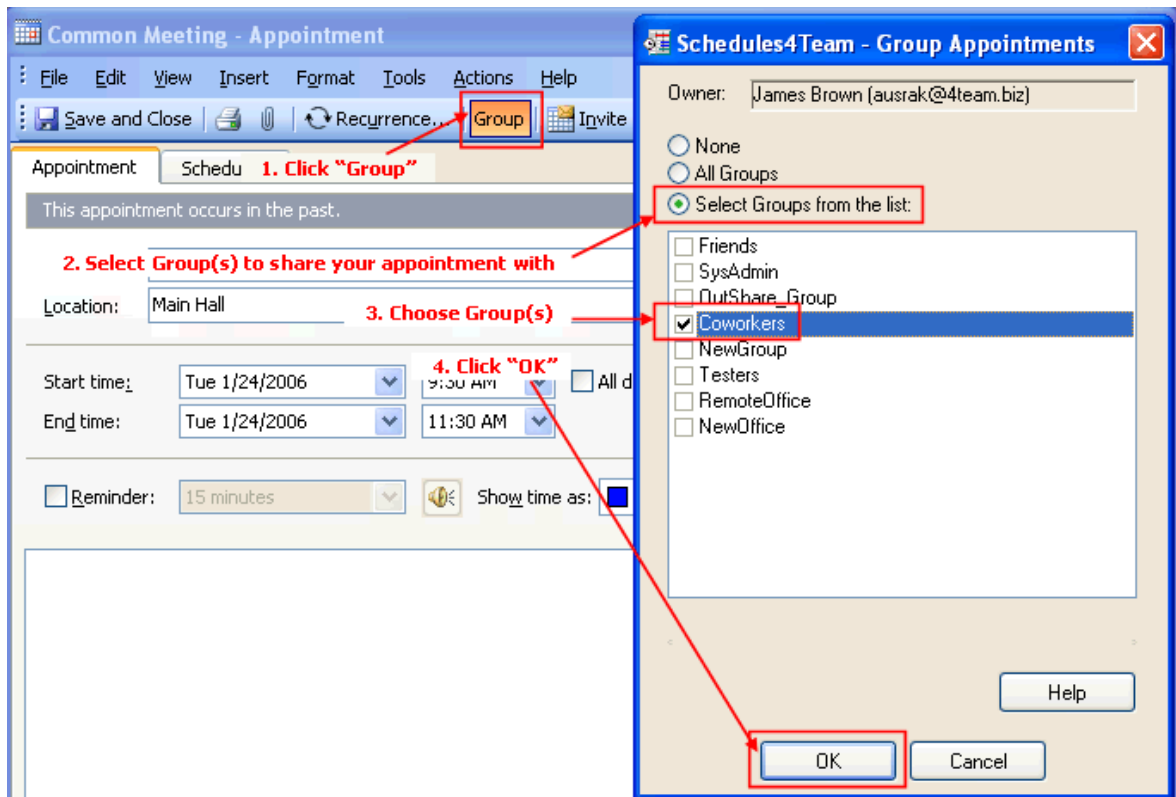 Common Meeting - Appointment
File Edit View Insert Format Tools Actions Help
Save and Close Recurrence... Group Invite
1. Click “Group”
Appointment Schedu
This appointment occurs in the past.
2. Select Group(s) to share your appointment with
Location: Main Hall
3. Choose Group(s)
4. Click “OK”
Start time: Tue 1/24/2006 9:30 AM All d
End time: Tue 1/24/2006 11:30 AM
Reminder: 15 minutes Show time as:
Schedules4Team - Group Appointments
Owner: James Brown (ausrak@4team.biz)
None
All Groups
Select Groups from the list:
Friends
SysAdmin
OutShare_Group
Coworkers
NewGroup
Testers
RemoteOffice
NewOffice
Help
OK Cancel